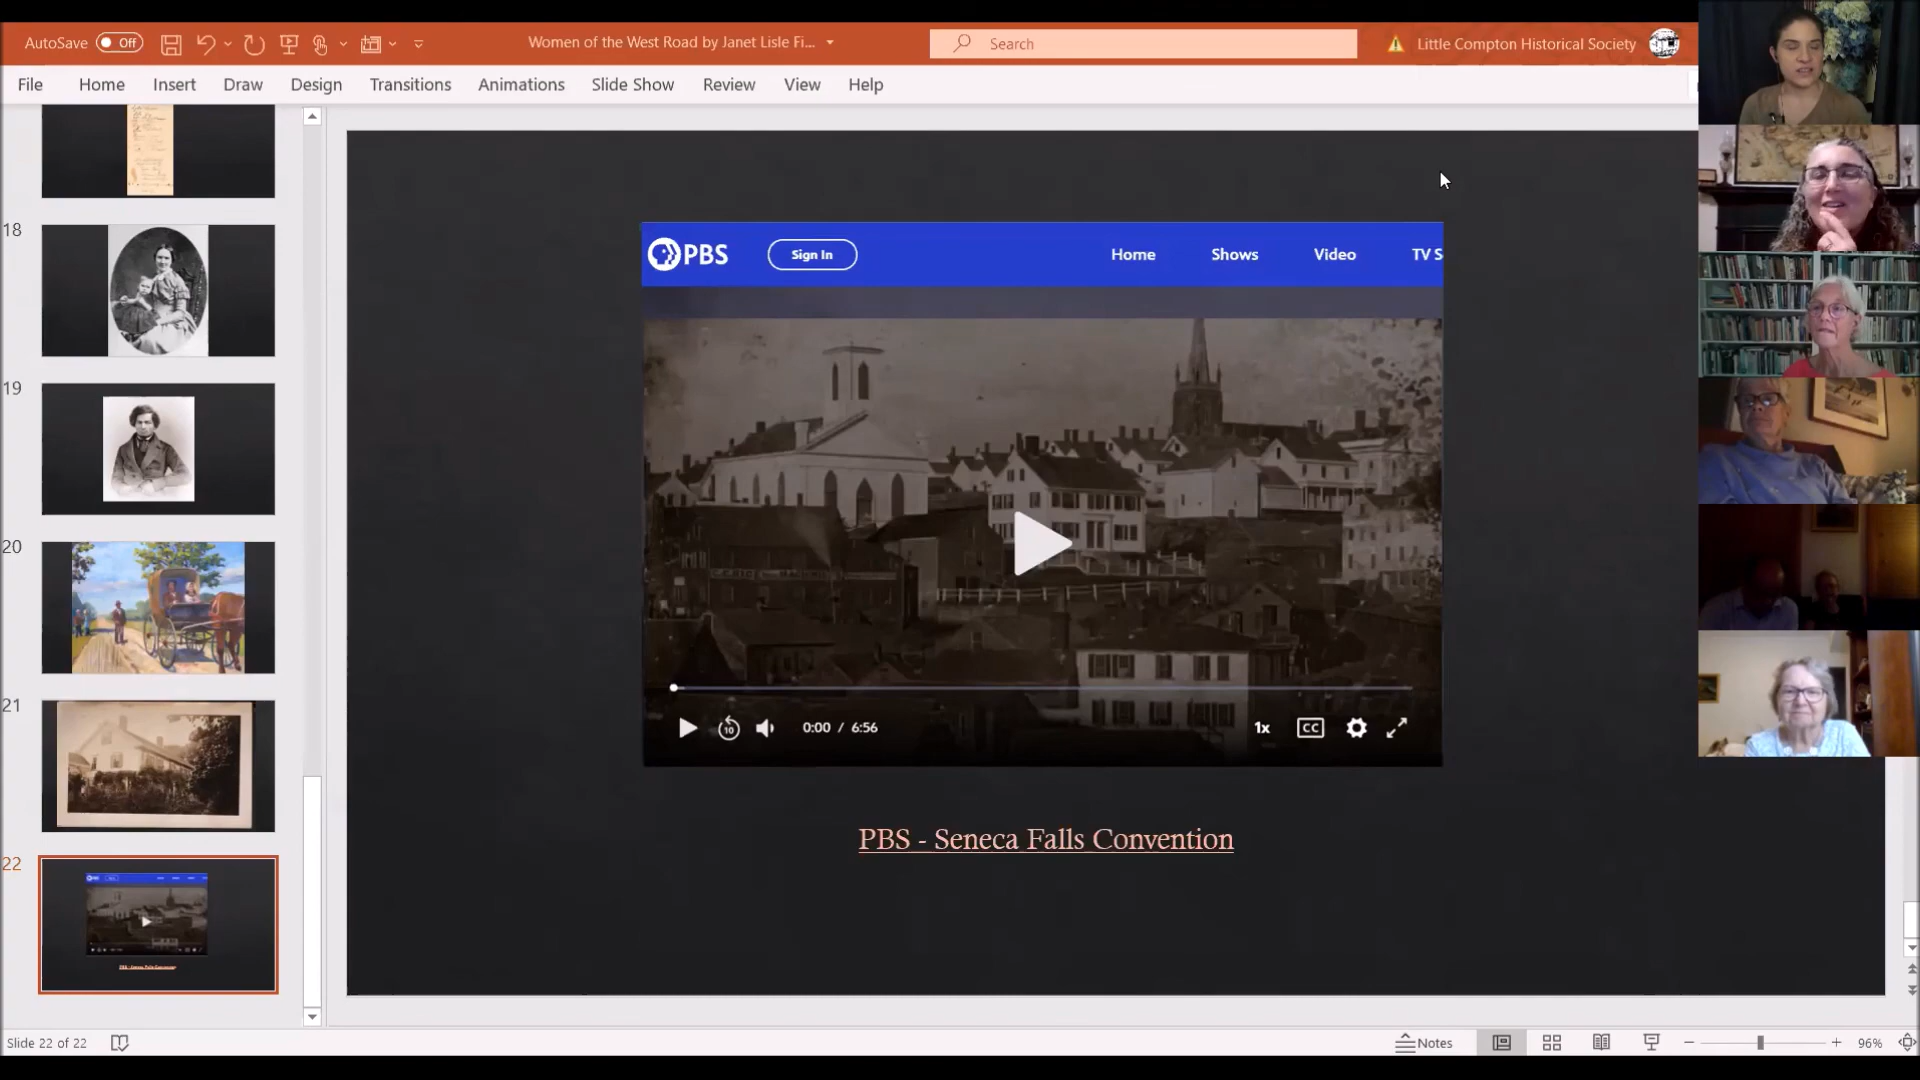 AutoSave Off
Women of the West Road by Janet Lisle Fi...
Search
Little Compton Historical Society
File Home Insert Draw Design Transitions Animations Slide Show Review View Help
18
19
20
21
22
PBS Sign In Home Shows Video TV S
10 0:00 / 6:56 1x CC
PBS - Seneca Falls Convention
Slide 22 of 22
Notes
96%